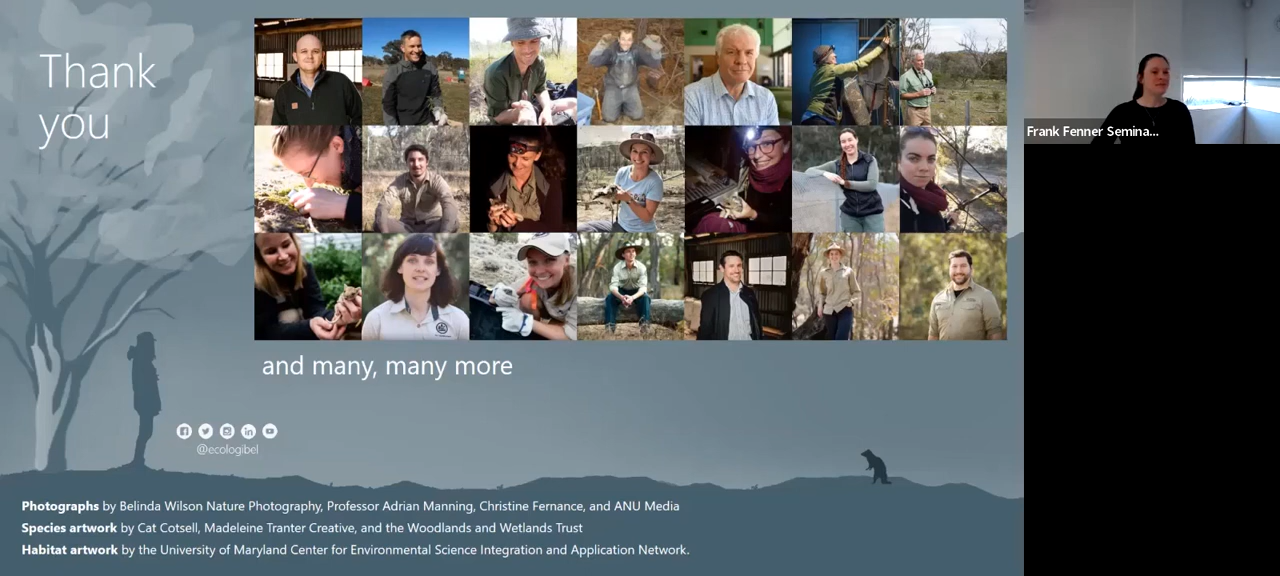 Thank
you
and many, many more
@ecologibel
Photographs by Belinda Wilson Nature Photography, Professor Adrian Manning, Christine Fernance, and ANU Media
Species artwork by Cat Cotsell, Madeleine Tranter Creative, and the Woodlands and Wetlands Trust
Habitat artwork by the University of Maryland Center for Environmental Science Integration and Application Network.
Frank Fenner Semina...